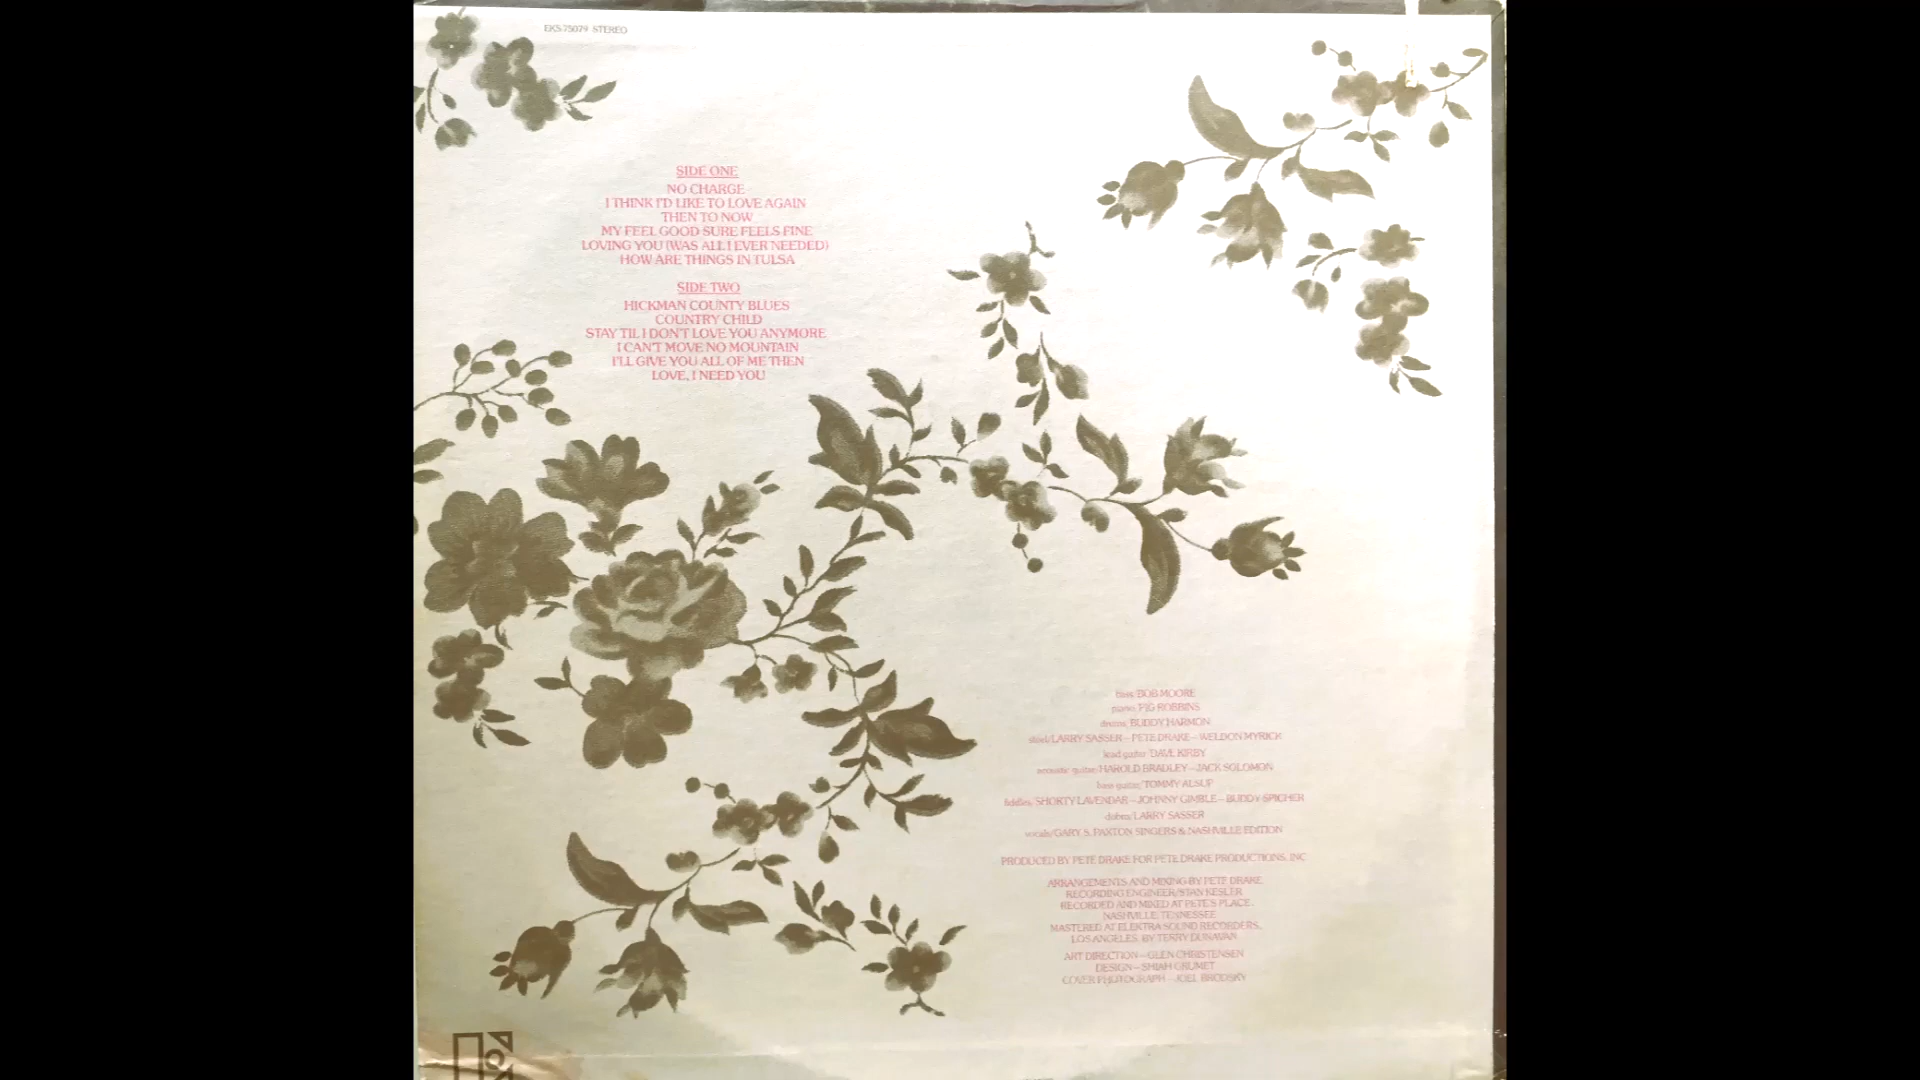 EKS-75079 STEREO
SIDE ONE
NO CHARGE
I THINK I'D LIKE TO LOVE AGAIN
THEN TO NOW
MY FEEL GOOD SURE FEELS FINE
LOVING YOU (WAS ALL I EVER NEEDED)
HOW ARE THINGS IN TULSA
SIDE TWO
HICKMAN COUNTY BLUES
COUNTRY CHILD
STAY TIL I DON'T LOVE YOU ANYMORE
I CAN'T MOVE NO MOUNTAIN
I'LL GIVE YOU ALL OF ME THEN
LOVE, I NEED YOU
bass/BOB MOORE
piano/PIG ROBBINS
drums/BUDDY HARMON
steel/LARRY SASSER – PETE DRAKE – WELDON MYRICK
lead guitar/DAVE KIRBY
acoustic guitar/HAROLD BRADLEY – JACK SOLOMON
bass guitar/TOMMY ALSUP
fiddles/SHORTY LAVENDAR – JOHNNY GIMBLE – BUDDY SPICHER
dobro/LARRY SASSER
vocals/GARY S. PAXTON SINGERS & NASHVILLE EDITION
PRODUCED BY PETE DRAKE FOR PETE DRAKE PRODUCTIONS, INC
ARRANGEMENTS AND MIXING BY PETE DRAKE
RECORDING ENGINEER/STAN KESLER
RECORDED AND MIXED AT PETE'S PLACE,
NASHVILLE, TENNESSEE
MASTERED AT ELEKTRA SOUND RECORDERS,
LOS ANGELES, BY TERRY DUNAVAN
ART DIRECTION – GLEN CHRISTENSEN
DESIGN – SHIAH GRUMET
COVER PHOTOGRAPH – JOEL BRODSKY